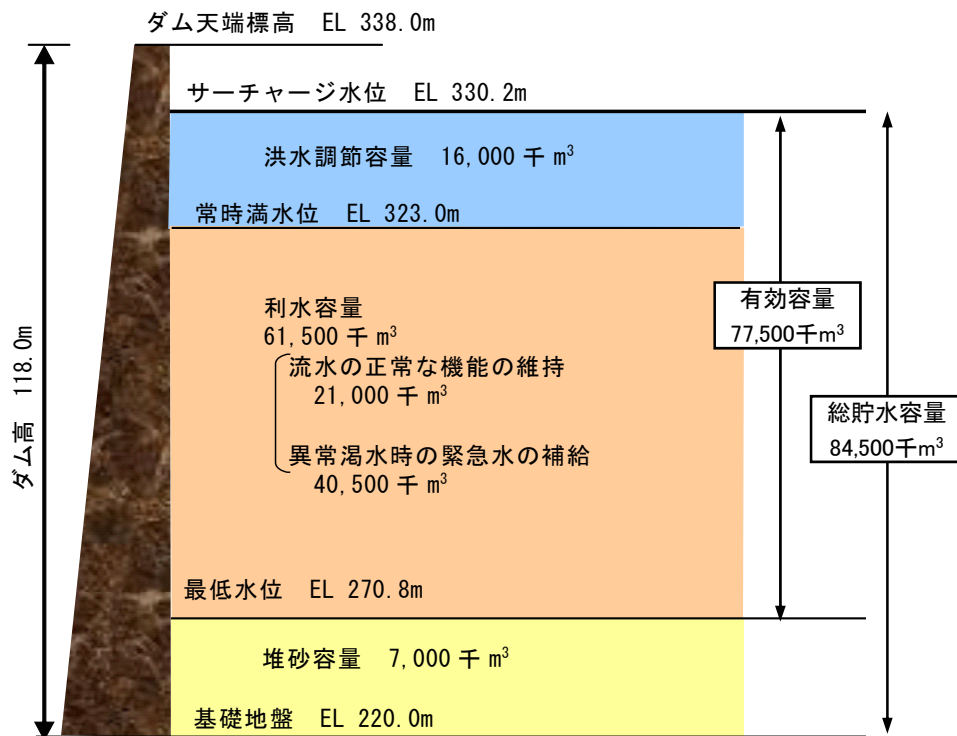 ダム天端標高 EL 338.0m
サーチャージ水位 EL 330.2m
洪水調節容量 16,000 千 m³
常時満水位 EL 323.0m
利水容量
61,500 千 m³
流水の正常な機能の維持
21,000 千 m³
異常渇水時の緊急水の補給
40,500 千 m³
最低水位 EL 270.8m
堆砂容量 7,000 千 m³
基礎地盤 EL 220.0m
ダム高 118.0m
有効容量
77,500千m³
総貯水容量
84,500千m³